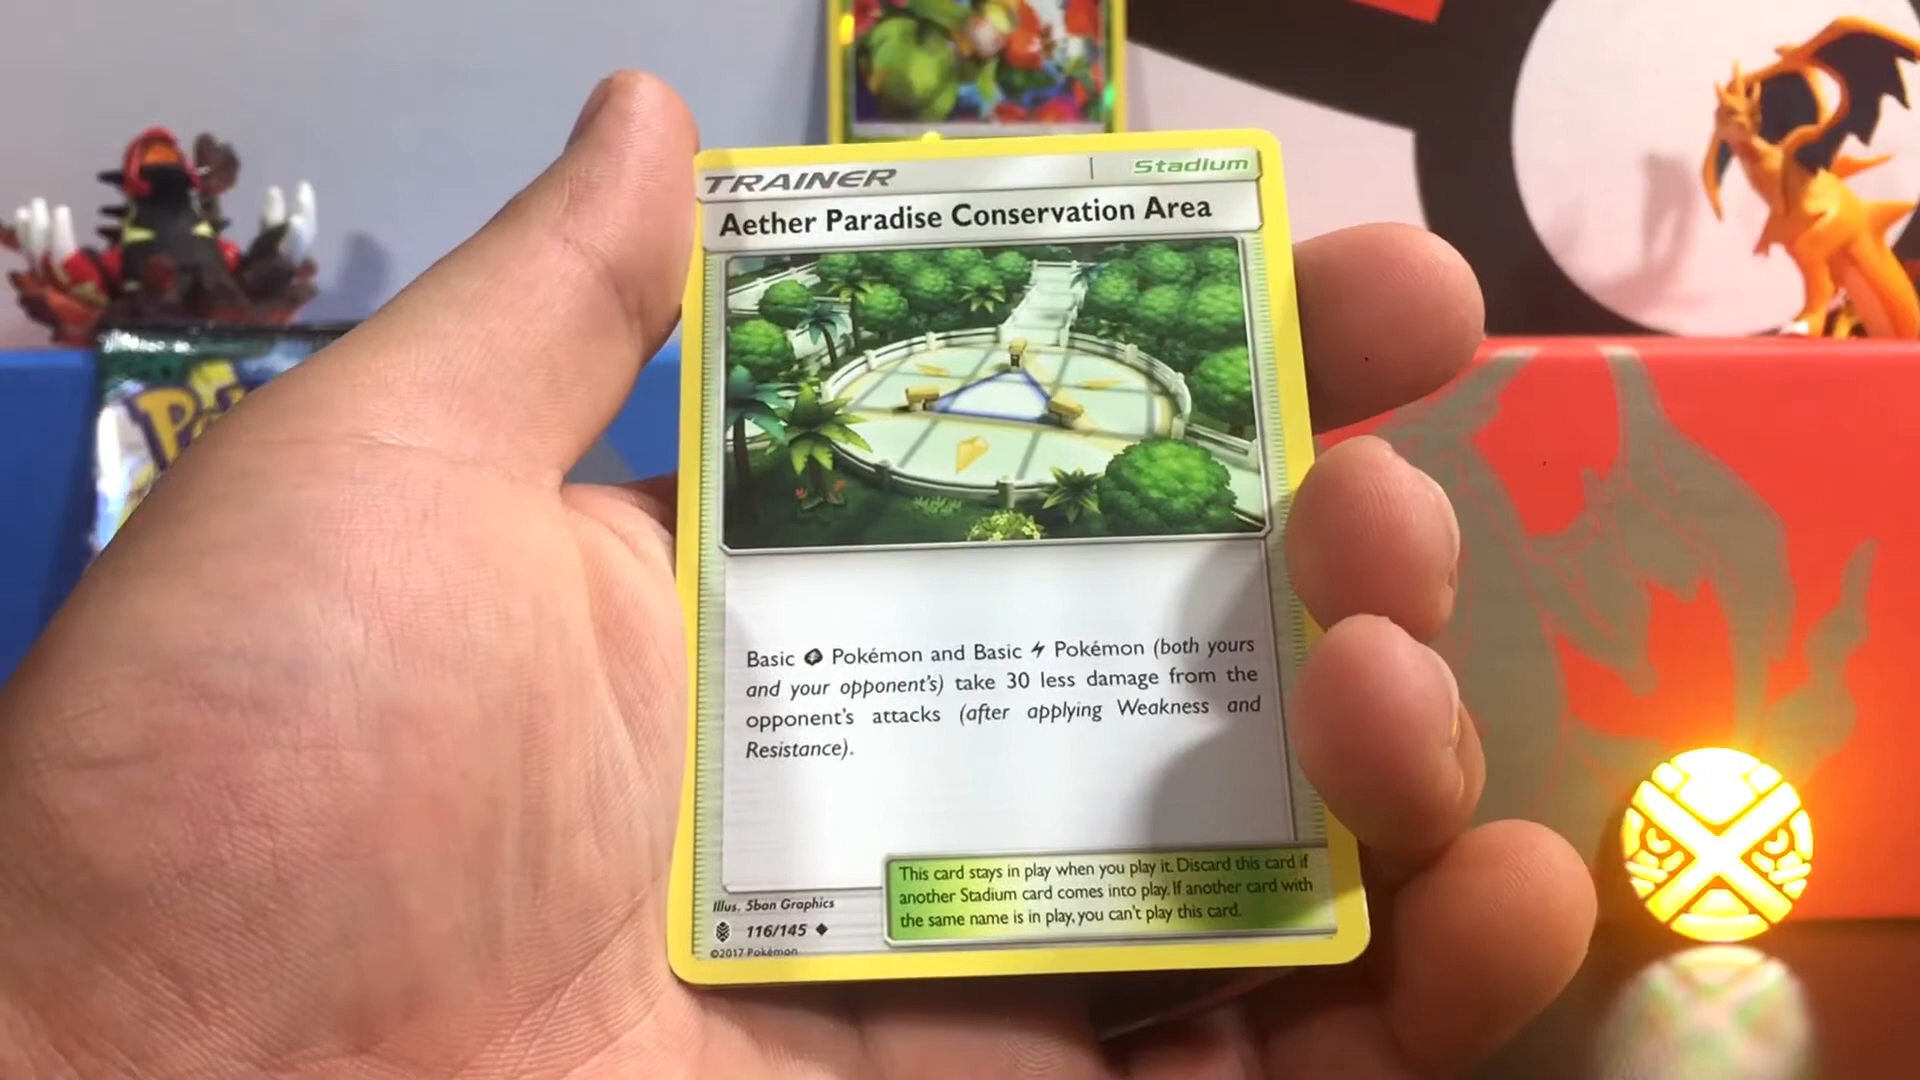 TRAINER
Stadium
Aether Paradise Conservation Area
Basic Pokémon and Basic Pokémon (both yours
and your opponent's) take 30 less damage from the
opponent's attacks (after applying Weakness and
Resistance).
This card stays in play when you play it. Discard this card if
another Stadium card comes into play. If another card with
the same name is in play, you can't play this card.
Illus. 5ban Graphics
116/145
©2017 Pokémon